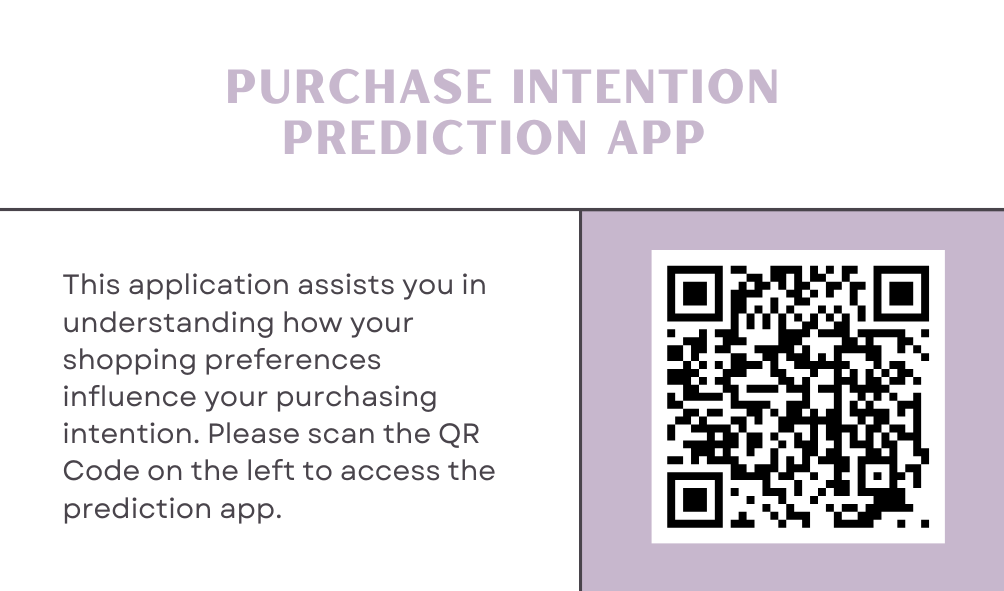 PURCHASE INTENTION
PREDICTION APP
This application assists you in
understanding how your
shopping preferences
influence your purchasing
intention. Please scan the QR
Code on the left to access the
prediction app.